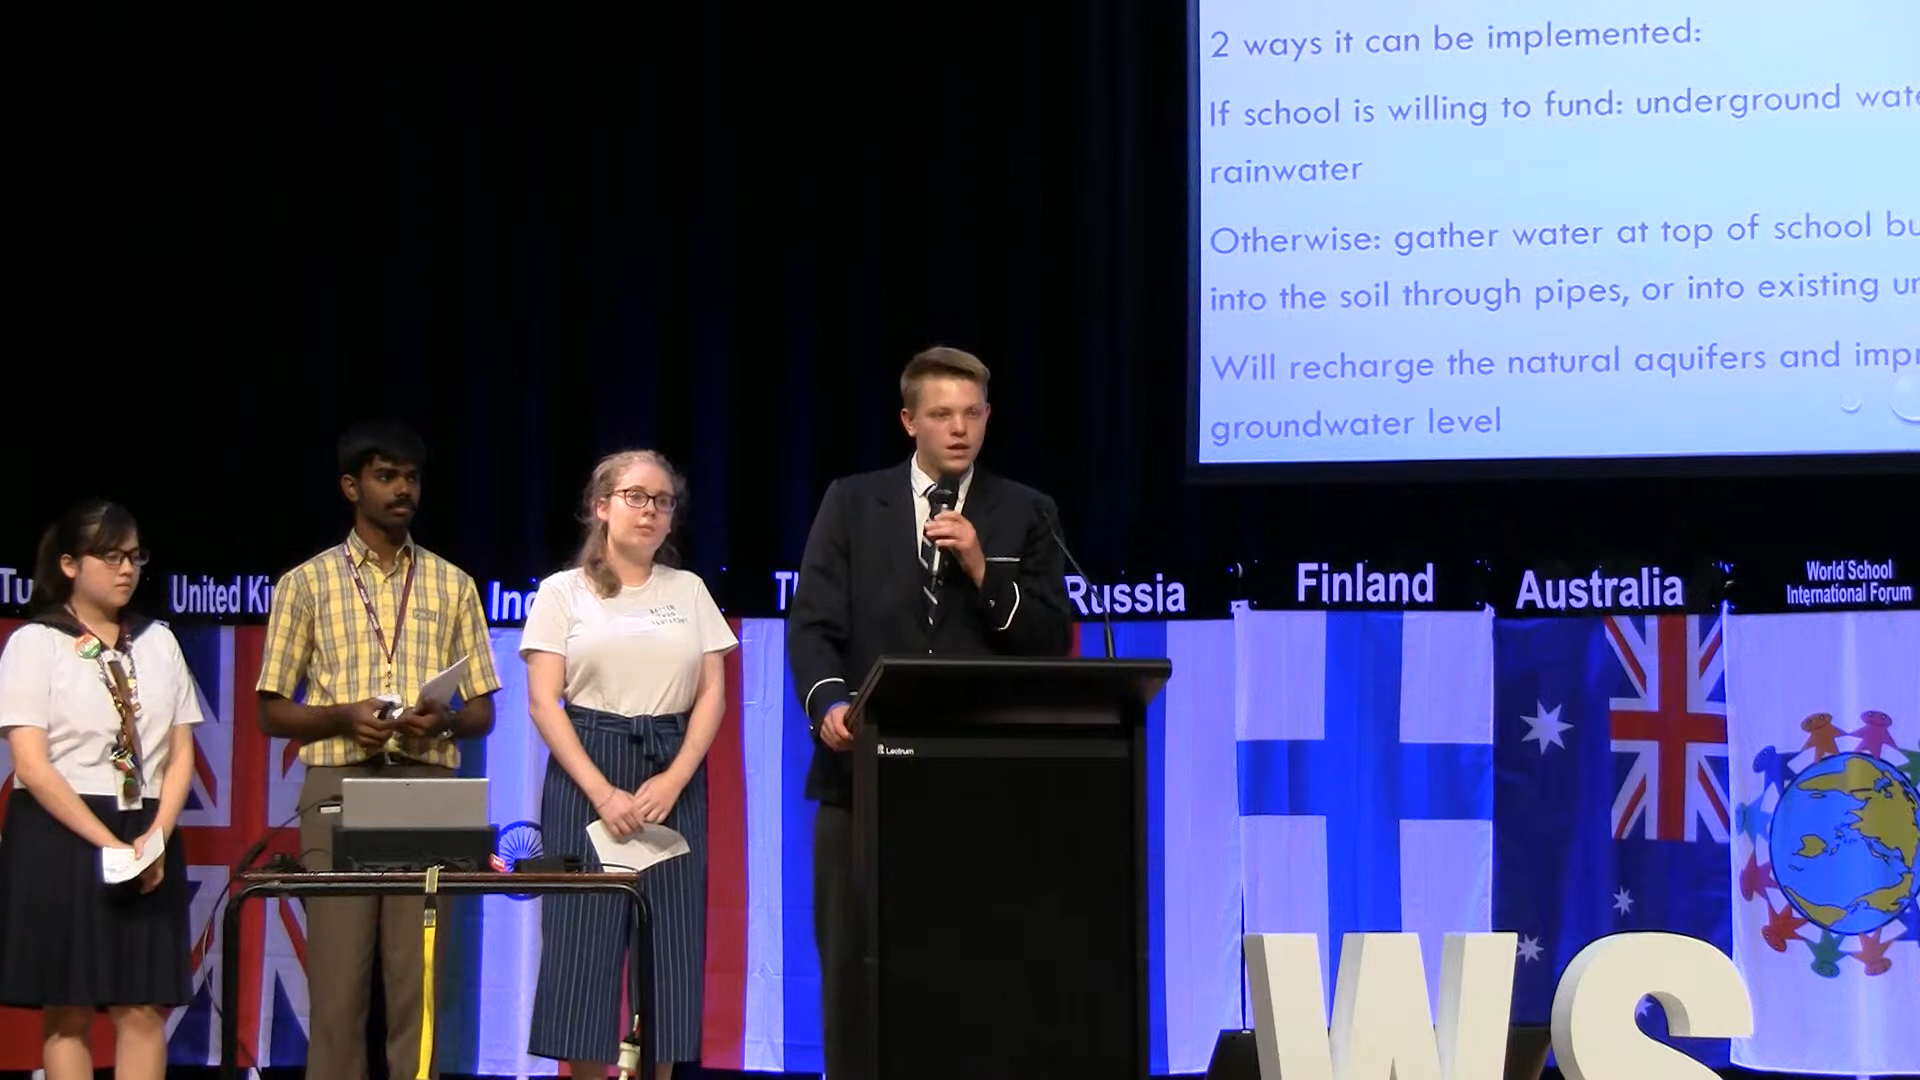 2 ways it can be implemented:
If school is willing to fund: underground
rainwater
Otherwise: gather water at top of school
into the soil through pipes, or into existing
Will recharge the natural aquifers and
groundwater level
United
Russia
Finland
Australia
World School
International Forum
Lectrum
WS